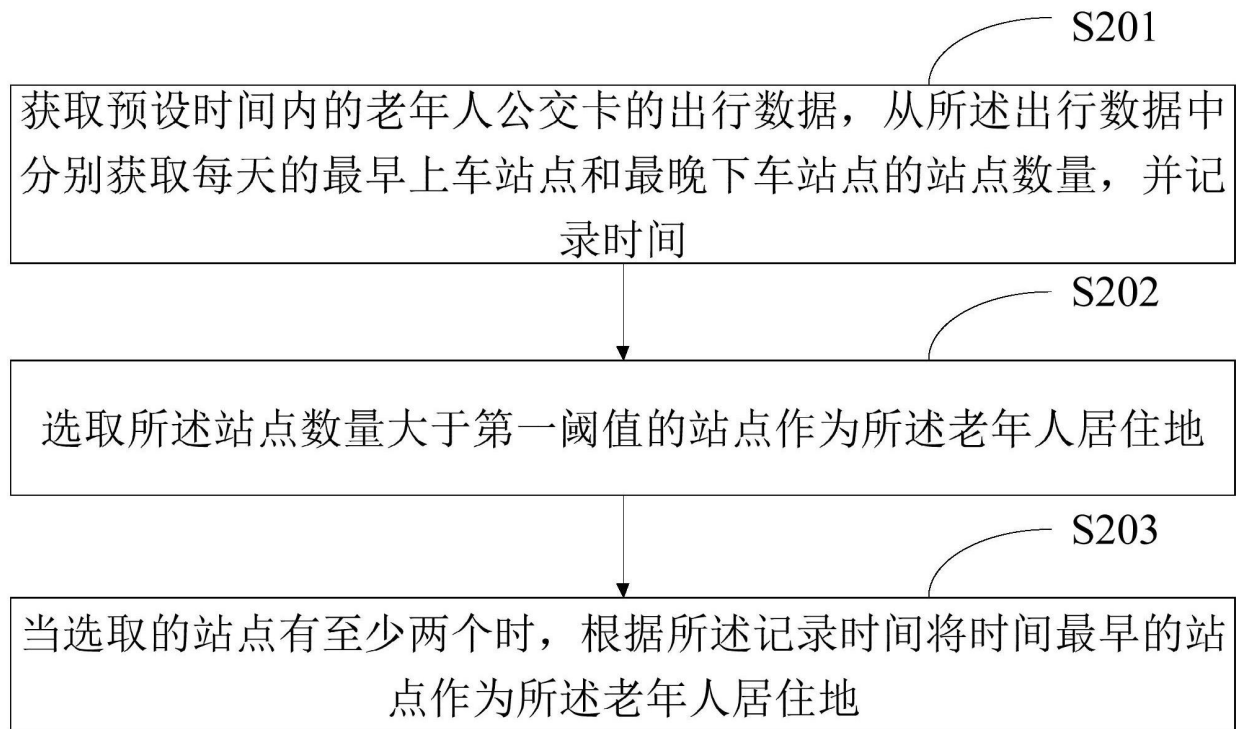 S201
获取预设时间内的老年人公交卡的出行数据，从所述出行数据中
分别获取每天的最早上车站点和最晚下车站点的站点数量，并记
录时间
S202
选取所述站点数量大于第一阈值的站点作为所述老年人居住地
S203
当选取的站点有至少两个时，根据所述记录时间将时间最早的站
点作为所述老年人居住地